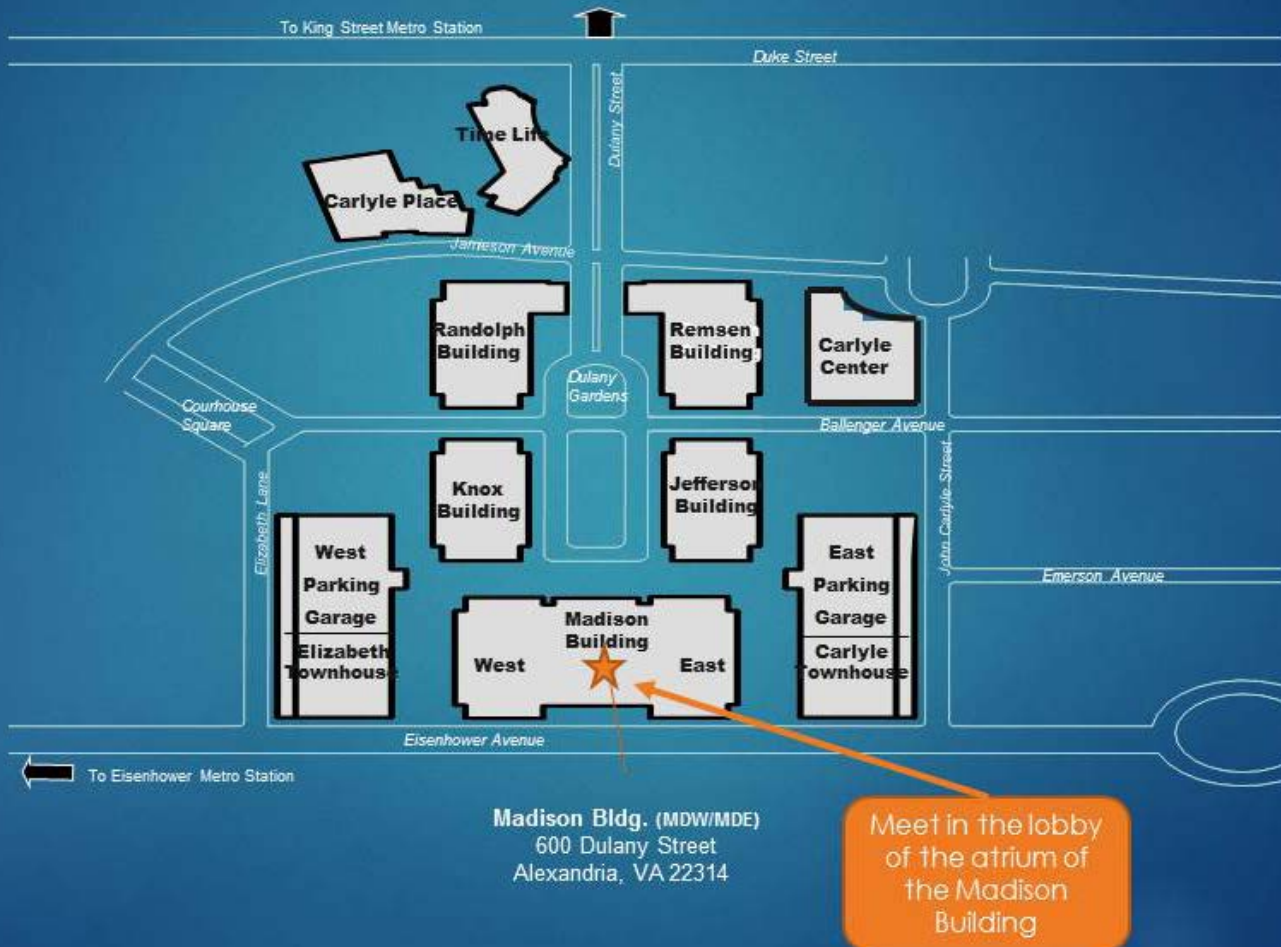 To King Street Metro Station
Duke Street
Dulany Street
Time Life
Carlyle Place
Jamieson Avenue
Randolph
Building
Remsen
Building
Carlyle
Center
Dulany
Gardens
Courhouse
Square
Ballenger Avenue
Knox
Building
Jefferson
Building
Elizabeth Lane
John Carlyle Street
West
Parking
Garage
Elizabeth
Townhouse
Madison
Building
West
East
East
Parking
Garage
Carlyle
Townhouse
Emerson Avenue
Eisenhower Avenue
To Eisenhower Metro Station
Madison Bldg. (MDW/MDE)
600 Dulany Street
Alexandria, VA 22314
Meet in the lobby
of the atrium of
the Madison
Building